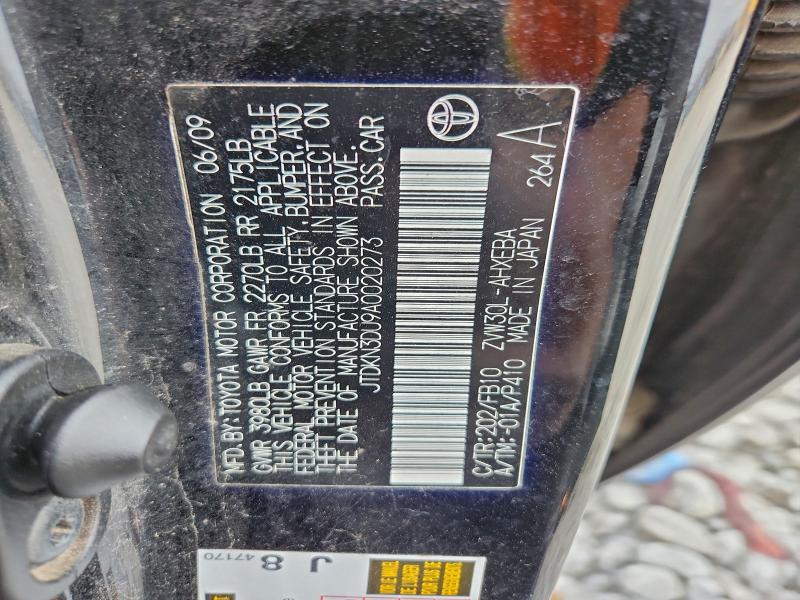 MFD. BY: TOYOTA MOTOR CORPORATION 06/09
GVWR 3980LB GAWR FR 2270LB RR 2175LB
THIS VEHICLE CONFORMS TO ALL APPLICABLE
FEDERAL MOTOR VEHICLE SAFETY, BUMPER, AND
THEFT PREVENTION STANDARDS IN EFFECT ON
THE DATE OF MANUFACTURE SHOWN ABOVE.
JTDKN3DU9A0020273 PASS. CAR
C/TR: 202/FB10 ZVW30L-AHXEBA
A/TM: -01A/P410 MADE IN JAPAN 264A
J 8
47170